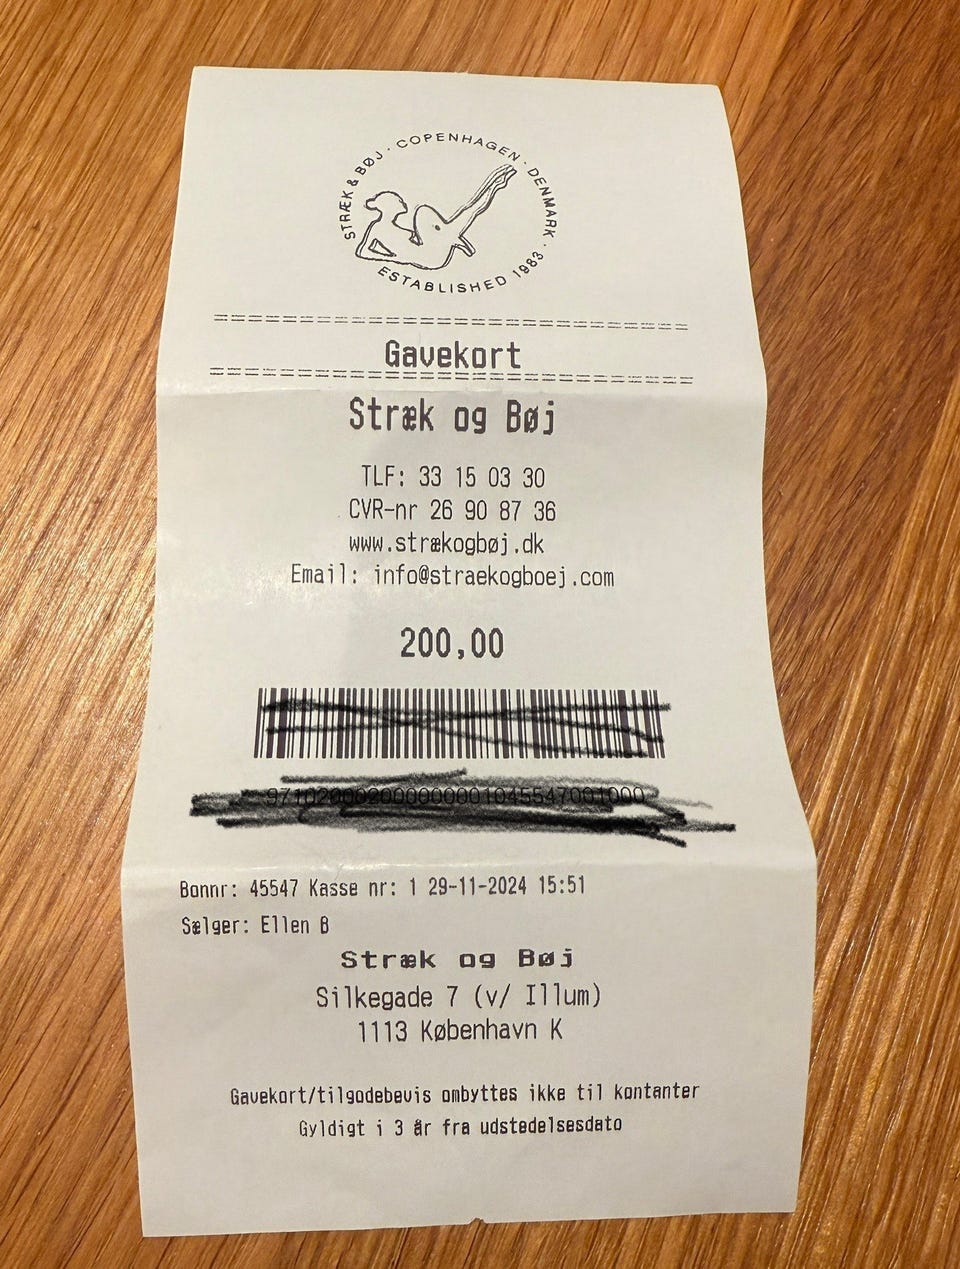 STRÆK & BØJ · COPENHAGEN · DENMARK · ESTABLISHED 1983 ·
Gavekort
Stræk og Bøj
TLF: 33 15 03 30
CVR-nr 26 90 87 36
www.strækogbøj.dk
Email: info@straekogboej.com
200,00
Bonnr: 45547 Kasse nr: 1 29-11-2024 15:51
Sælger: Ellen B
Stræk og Bøj
Silkegade 7 (v/ Illum)
1113 København K
Gavekort/tilgodebevis ombyttes ikke til kontanter
Gyldigt i 3 år fra udstedelsesdato